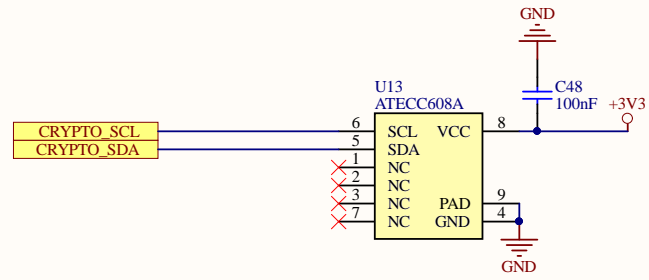 GND
U13
ATECC608A
C48
100nF
+3V3
CRYPTO_SCL
CRYPTO_SDA
6 SCL VCC 8
5 SDA
1 NC
2 NC
3 NC PAD 9
7 NC GND 4
GND